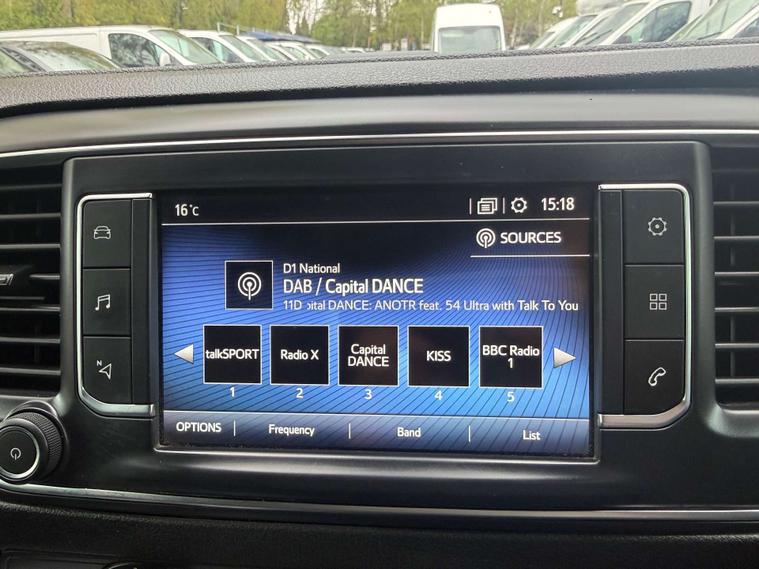 16°C
15:18
SOURCES
D1 National
DAB / Capital DANCE
11D ɔital DANCE: ANOTR feat. 54 Ultra with Talk To You
talkSPORT
Radio X
Capital
DANCE
KISS
BBC Radio
1
1 2 3 4 5
OPTIONS Frequency Band List
N